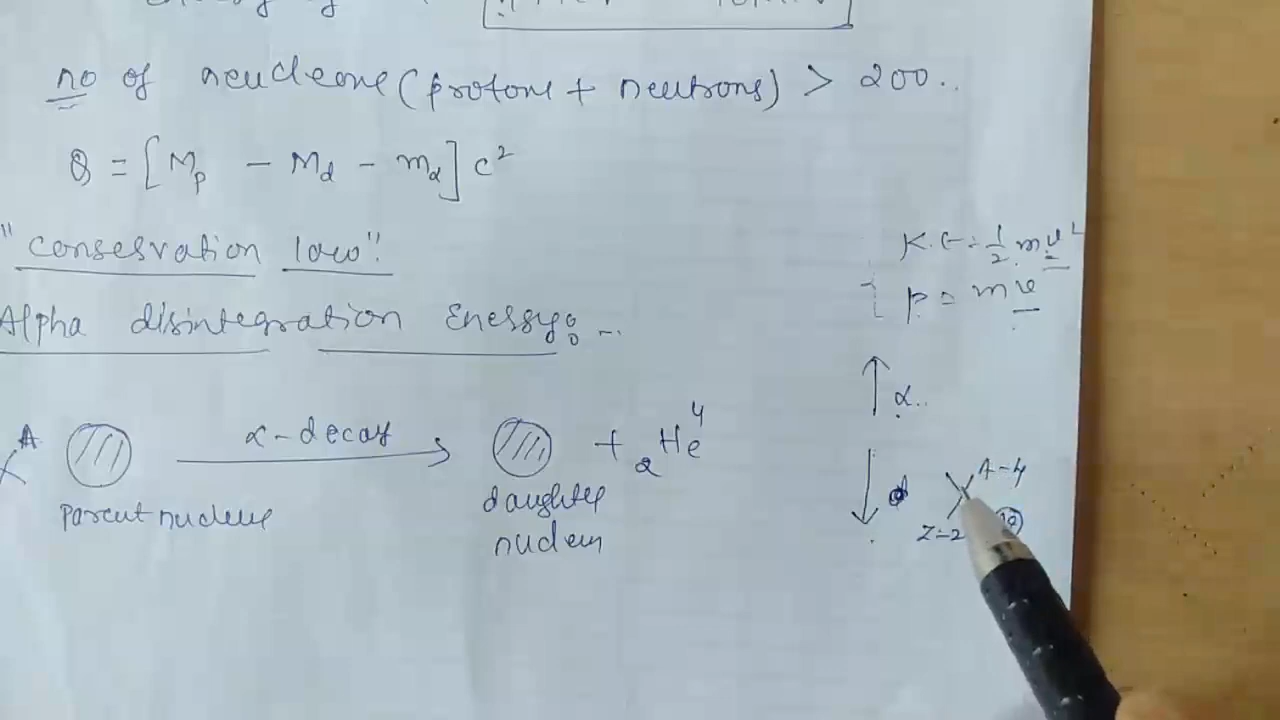 no of neucleons (protons + neutrons) > 200..
Q = [Mp - Md - mα] c²
"Conservation law"
K.E = 1/2 mv²
p = mv
Alpha disintegration Energy: -..
α..
X A α-decay + 2He4
d X A-4
Z-2
parent nucleus
daughter
nucleus